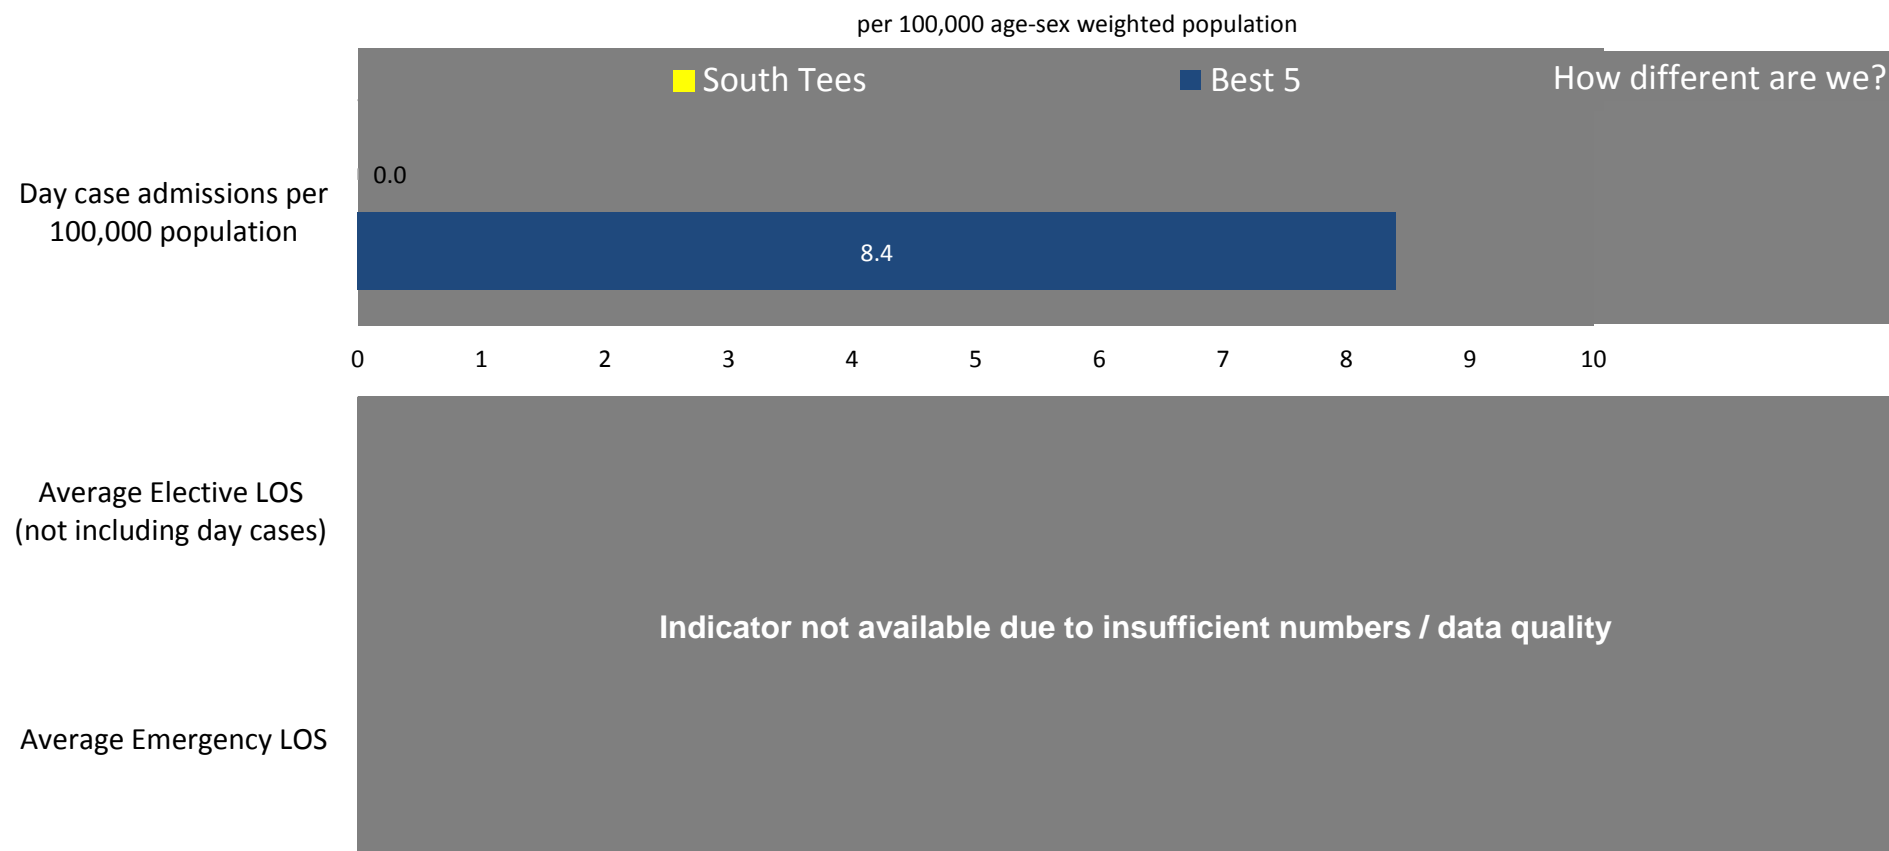 per 100,000 age-sex weighted population
South Tees
Best 5
How different are we?
Day case admissions per
100,000 population
0.0
8.4
0 1 2 3 4 5 6 7 8 9 10
Average Elective LOS
(not including day cases)
Indicator not available due to insufficient numbers / data quality
Average Emergency LOS